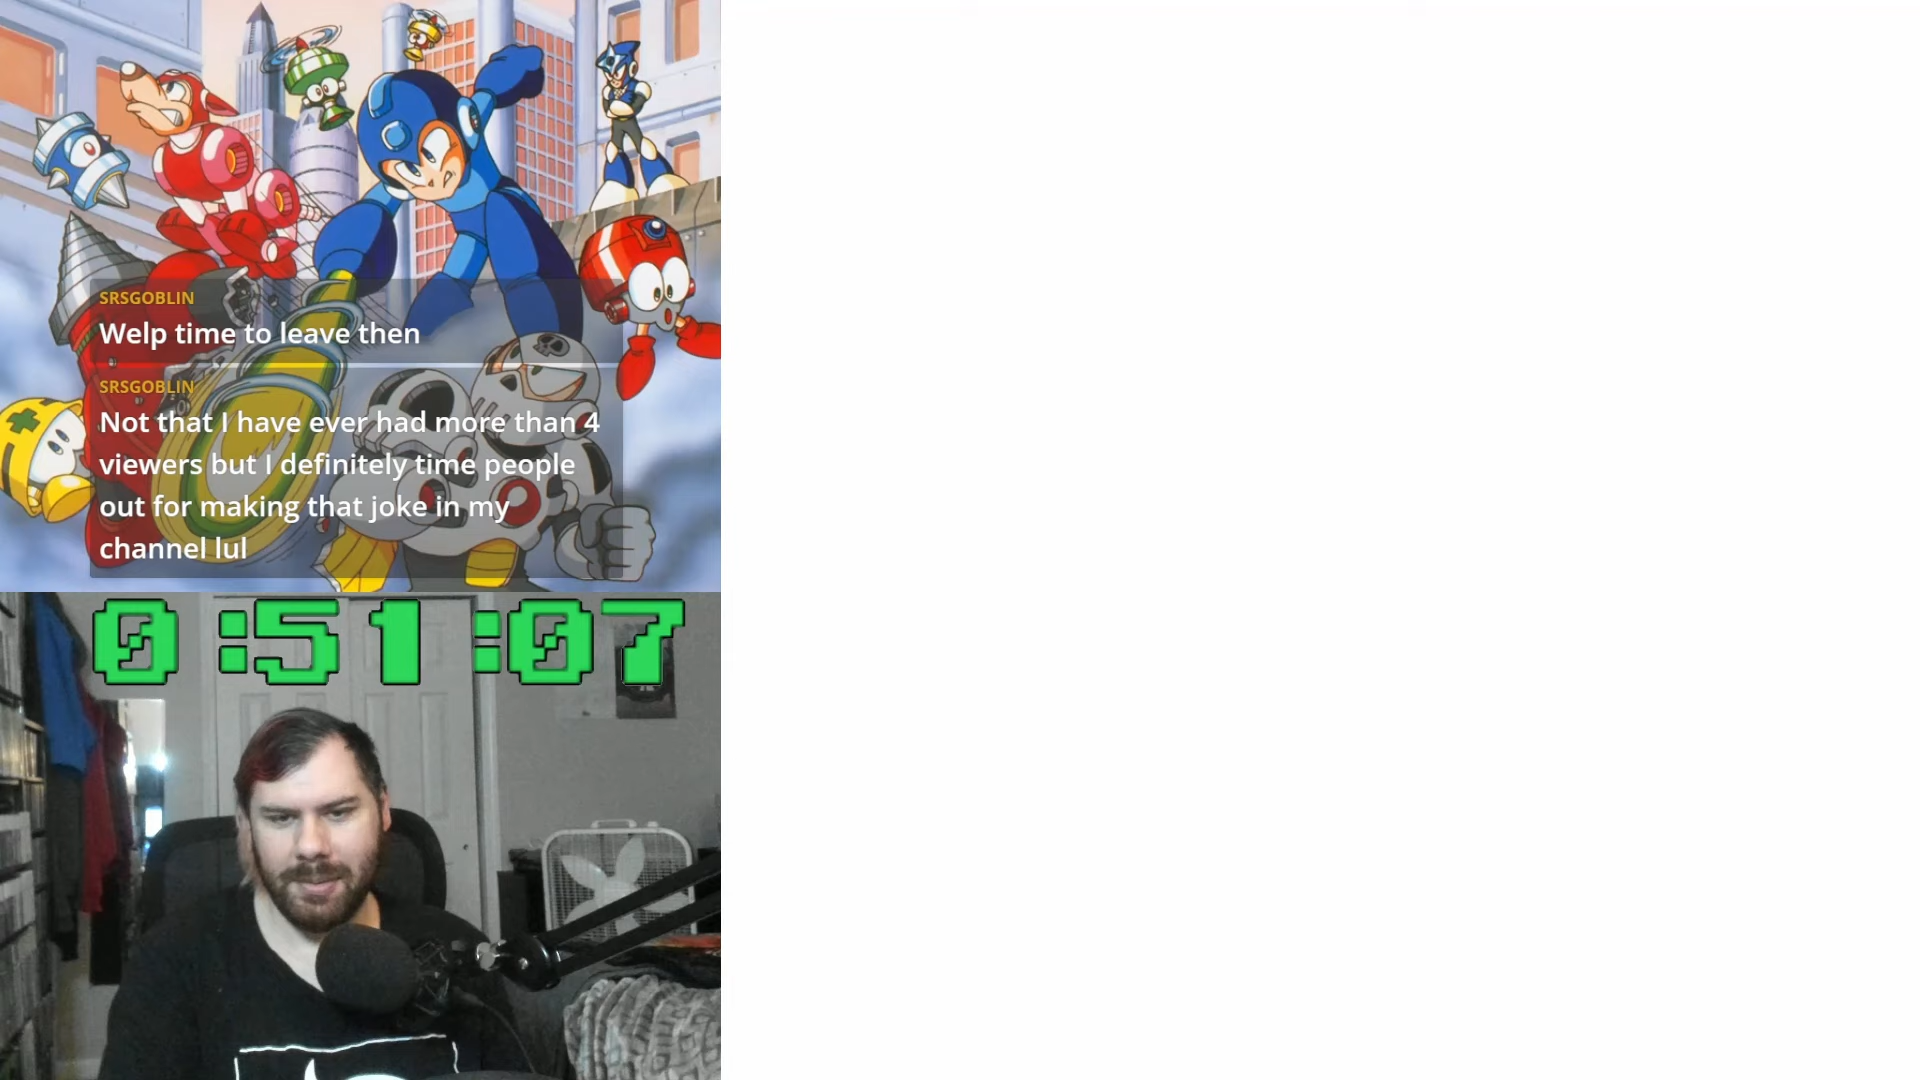 SRSGOBLIN
Welp time to leave then
SRSGOBLIN
Not that I have ever had more than 4
viewers but I definitely time people
out for making that joke in my
channel lul
0:51:07